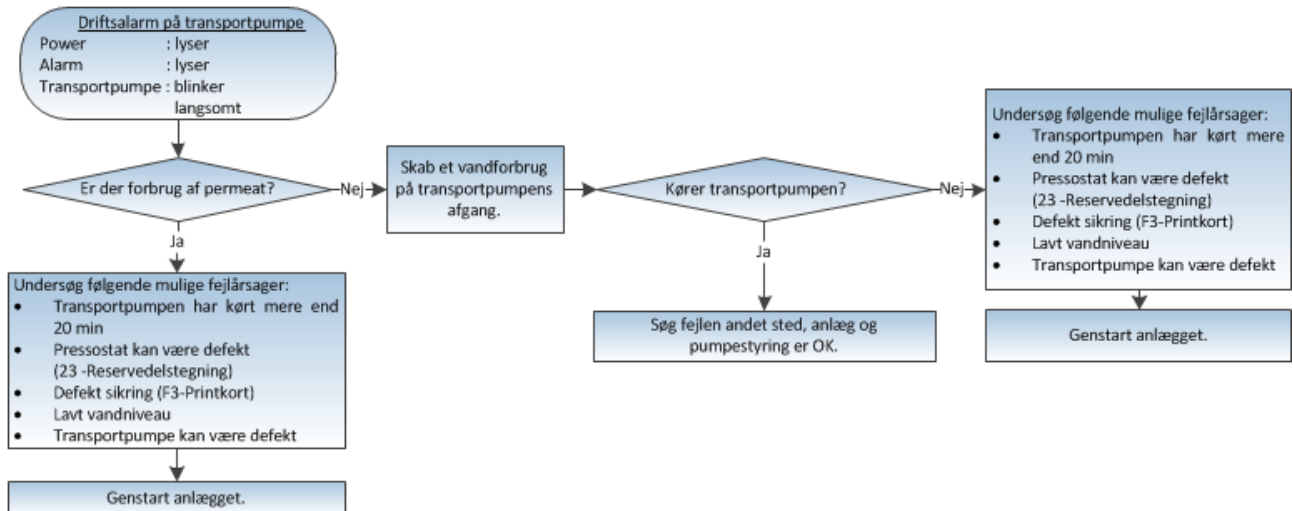 Driftsalarm på transportpumpe
Power : lyser
Alarm : lyser
Transportpumpe : blinker
langsomt
Er der forbrug af permeat?
Nej
Skab et vandforbrug
på transportpumpens
afgang.
Kører transportpumpen?
Nej
Undersøg følgende mulige fejlårsager:
• Transportpumpen har kørt mere
end 20 min
• Pressostat kan være defekt
(23 -Reservedelstegning)
• Defekt sikring (F3-Printkort)
• Lavt vandniveau
• Transportpumpe kan være defekt
Genstart anlægget.
Ja
Søg fejlen andet sted, anlæg og
pumpestyring er OK.
Ja
Undersøg følgende mulige fejlårsager:
• Transportpumpen har kørt mere end
20 min
• Pressostat kan være defekt
(23 -Reservedelstegning)
• Defekt sikring (F3-Printkort)
• Lavt vandniveau
• Transportpumpe kan være defekt
Genstart anlægget.